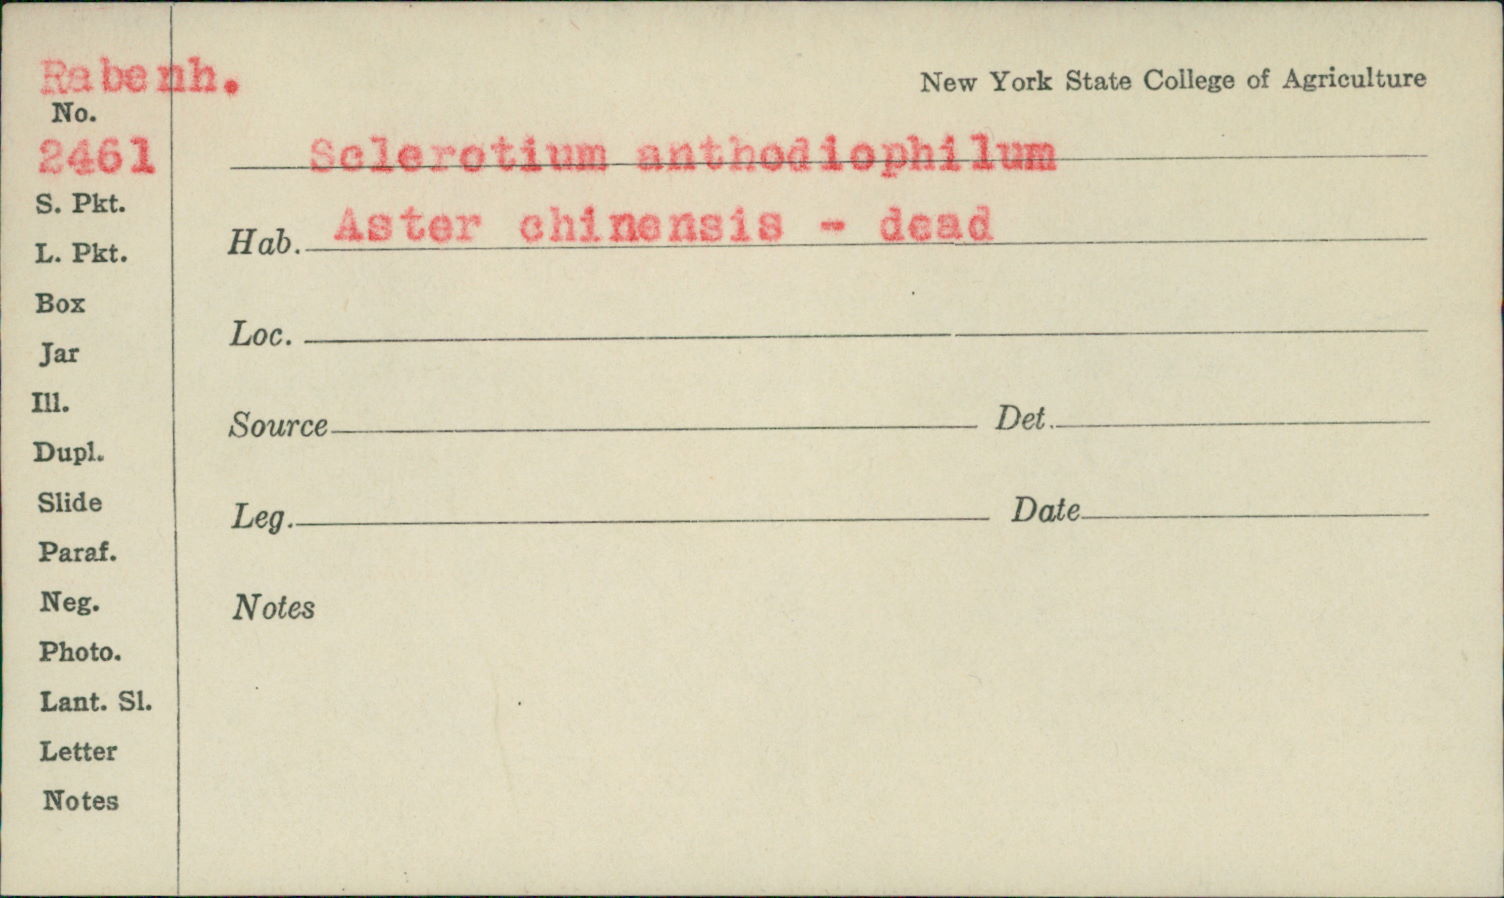 Rabenh.
New York State College of Agriculture
No.
2461
Sclerotium anthodiophilum
S. Pkt.
Hab. Aster chinensis - dead
L. Pkt.
Box
Loc.
Jar
Ill.
Source Det.
Dupl.
Slide
Leg. Date
Paraf.
Neg.
Notes
Photo.
Lant. Sl.
Letter
Notes